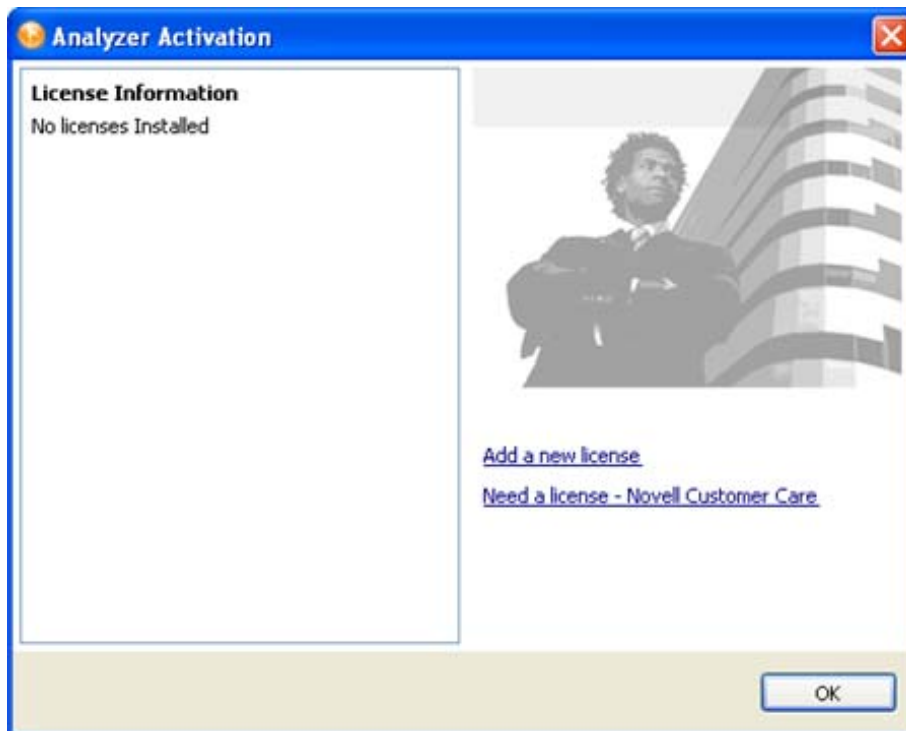 Analyzer Activation
License Information
No licenses Installed
Add a new license
Need a license - Novell Customer Care
OK